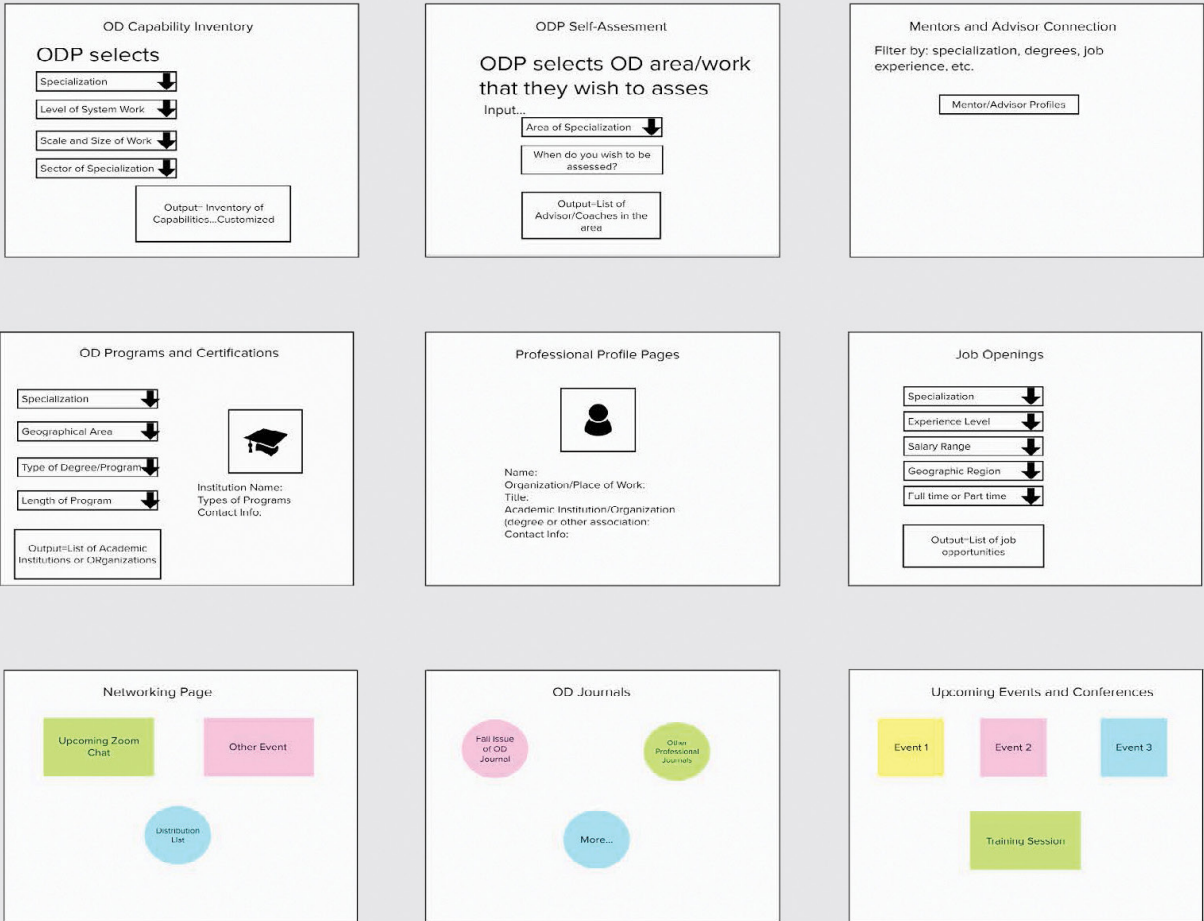 OD Capability Inventory
ODP selects
Specialization
Level of System Work
Scale and Size of Work
Sector of Specialization
Output= Inventory of
Capabilities...Customized
ODP Self-Assesment
ODP selects OD area/work
that they wish to asses
Input...
Area of Specialization
When do you wish to be
assessed?
Output=List of
Advisor/Coaches in the
area
Mentors and Advisor Connection
Filter by: specialization, degrees, job
experience, etc.
Mentor/Advisor Profiles
OD Programs and Certifications
Specialization
Geographical Area
Type of Degree/Program
Length of Program
Institution Name:
Types of Programs
Contact Info:
Output=List of Academic
Institutions or ORganizations
Professional Profile Pages
Name:
Organization/Place of Work:
Title:
Academic Institution/Organization
(degree or other association:
Contact Info:
Job Openings
Specialization
Experience Level
Salary Range
Geographic Region
Full time or Part time
Output=List of job
opportunities
Networking Page
Upcoming Zoom
Chat
Other Event
Distribution
List
OD Journals
Fall Issue
of OD
Journal
Other
Professional
Journals
More...
Upcoming Events and Conferences
Event 1
Event 2
Event 3
Training Session